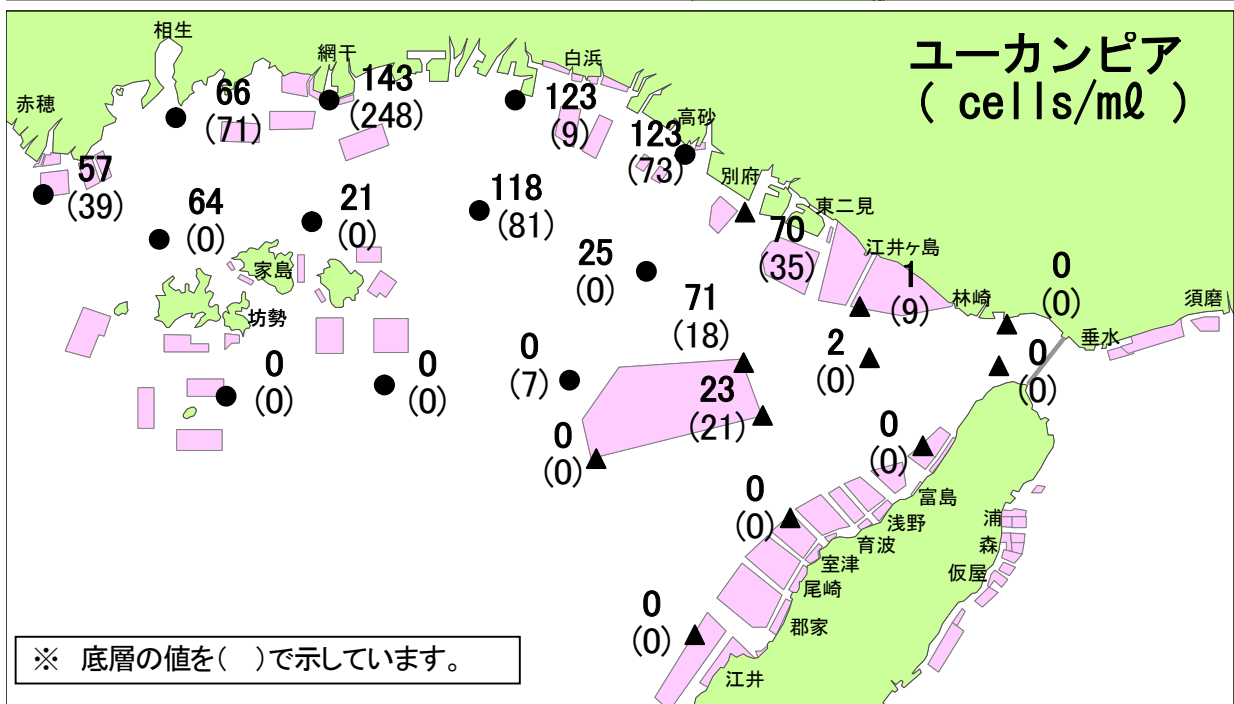 相生
網干
白浜
ユーカンピア
( cells/mℓ )
赤穂
66
(71)
143
(248)
123
(9)
高砂
123
(73)
別府
57
(39)
64
(0)
21
(0)
118
(81)
東二見
70
(35)
江井ヶ島
25
(0)
1
(9)
0
(0)
林崎
須磨
家島
坊勢
71
(18)
垂水
2
(0)
0
(0)
0
(0)
0
(0)
0
(7)
23
(21)
0
(0)
0
(0)
0
(0)
富島
浅野
育波
室津
尾崎
郡家
江井
浦
森
仮屋
0
(0)
※ 底層の値を( )で示しています。